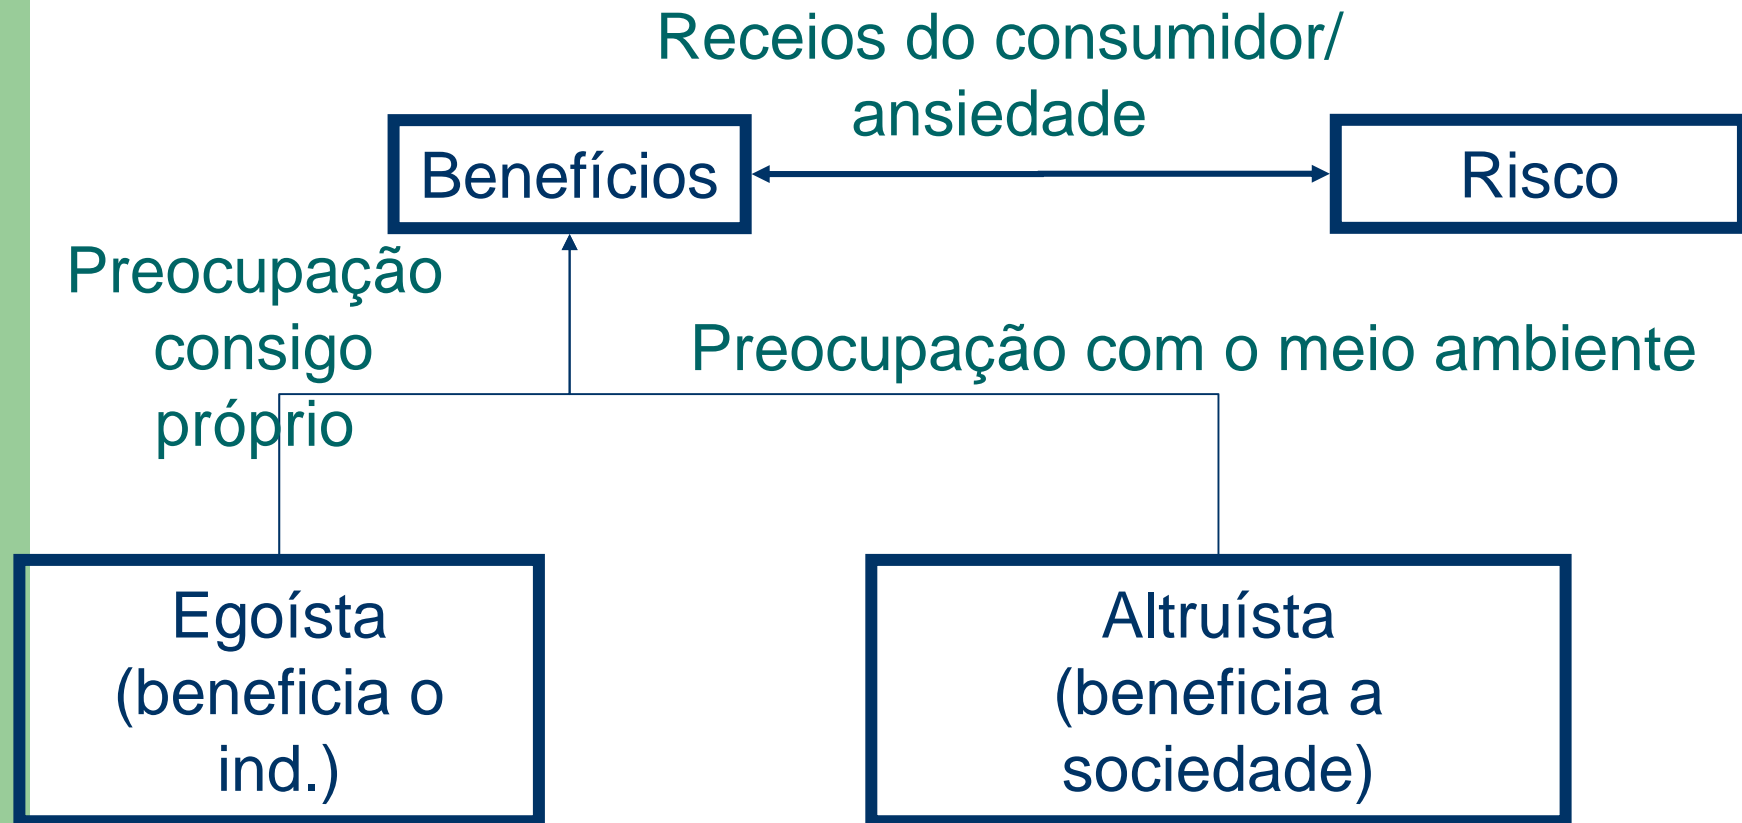 Receios do consumidor/
ansiedade
Benefícios
Risco
Preocupação
consigo
próprio
Preocupação com o meio ambiente
Egoísta
(beneficia o
ind.)
Altruísta
(beneficia a
sociedade)